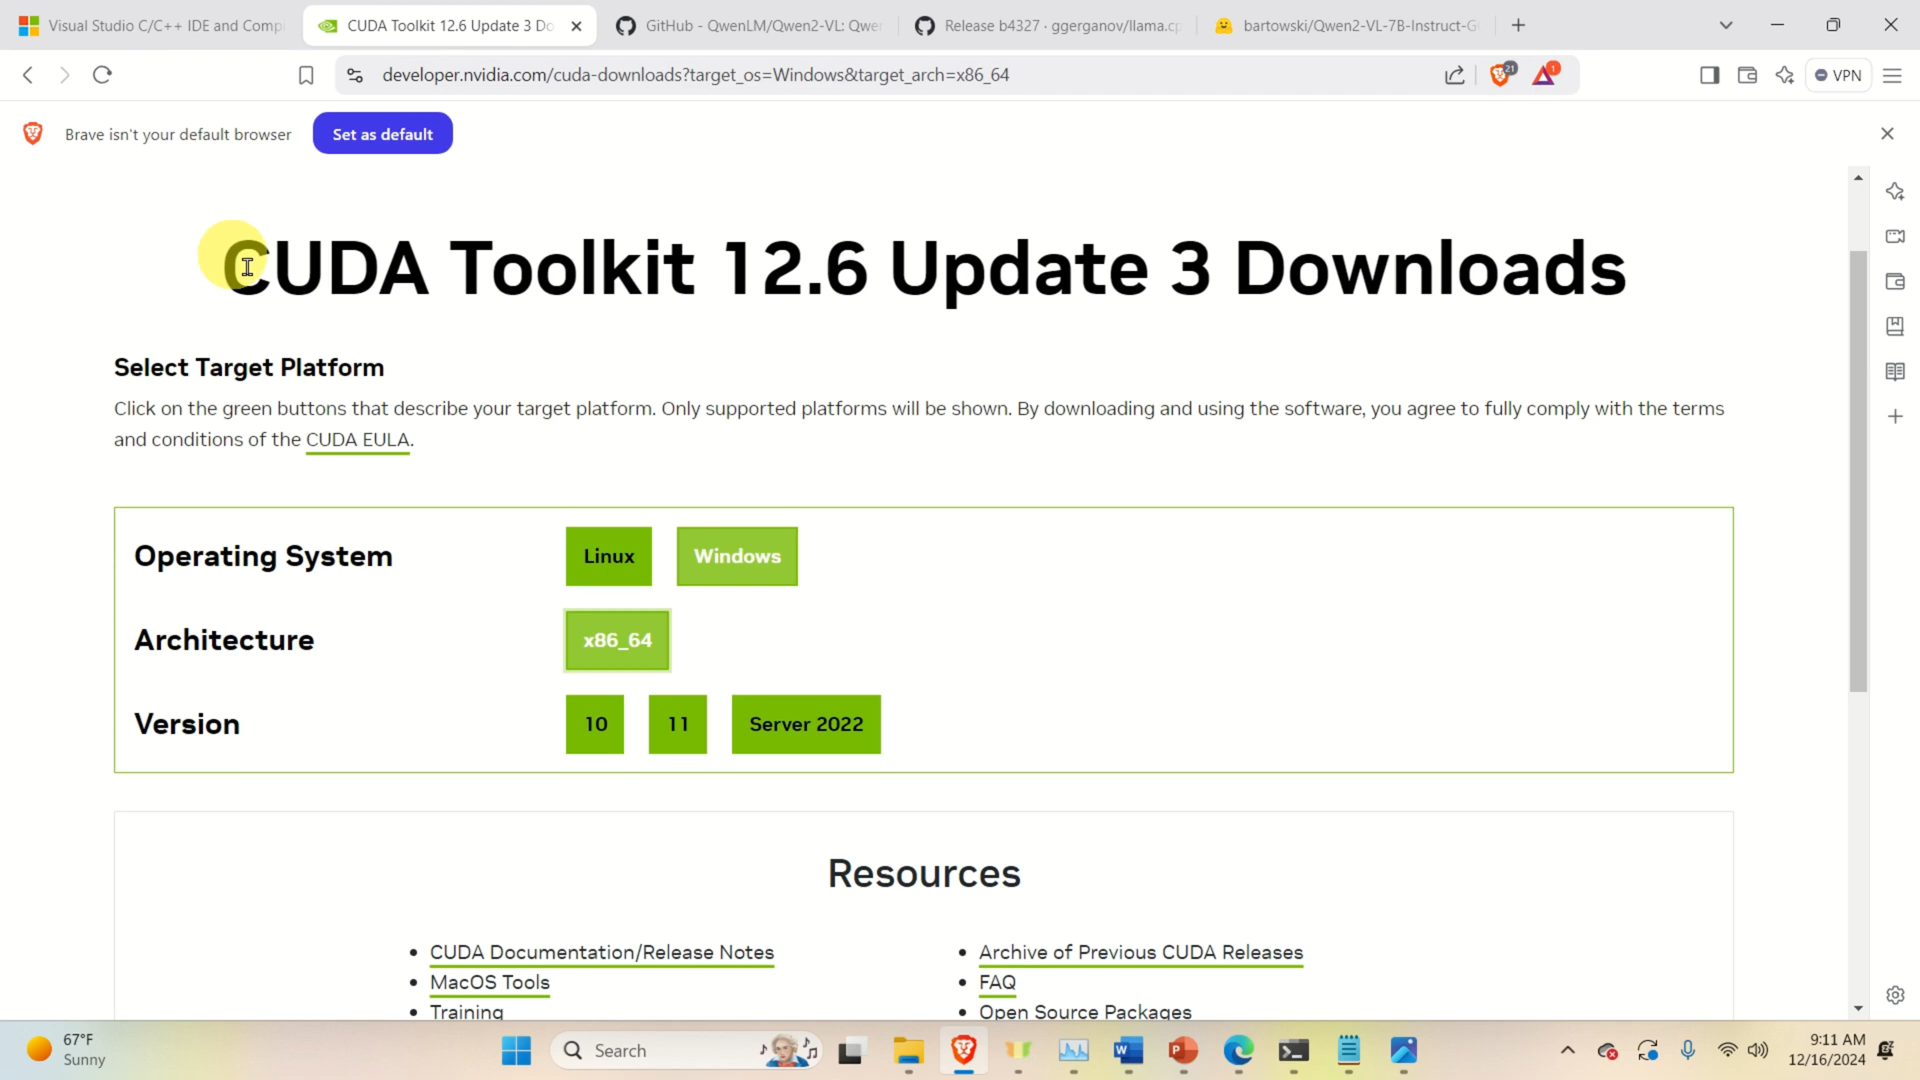 Visual Studio C/C++ IDE and Comp
CUDA Toolkit 12.6 Update 3 Do
GitHub - QwenLM/Qwen2-VL: Qwen
Release b4327 · ggerganov/llama.cp
bartowski/Qwen2-VL-7B-Instruct-G
developer.nvidia.com/cuda-downloads?target_os=Windows&target_arch=x86_64
21
1
VPN
Brave isn't your default browser
Set as default
CUDA Toolkit 12.6 Update 3 Downloads
Select Target Platform
Click on the green buttons that describe your target platform. Only supported platforms will be shown. By downloading and using the software, you agree to fully comply with the terms
and conditions of the CUDA EULA.
Operating System
Linux
Windows
Architecture
x86_64
Version
10
11
Server 2022
Resources
CUDA Documentation/Release Notes
MacOS Tools
Training
Archive of Previous CUDA Releases
FAQ
Open Source Packages
67°F
Sunny
Search
9:11 AM
12/16/2024